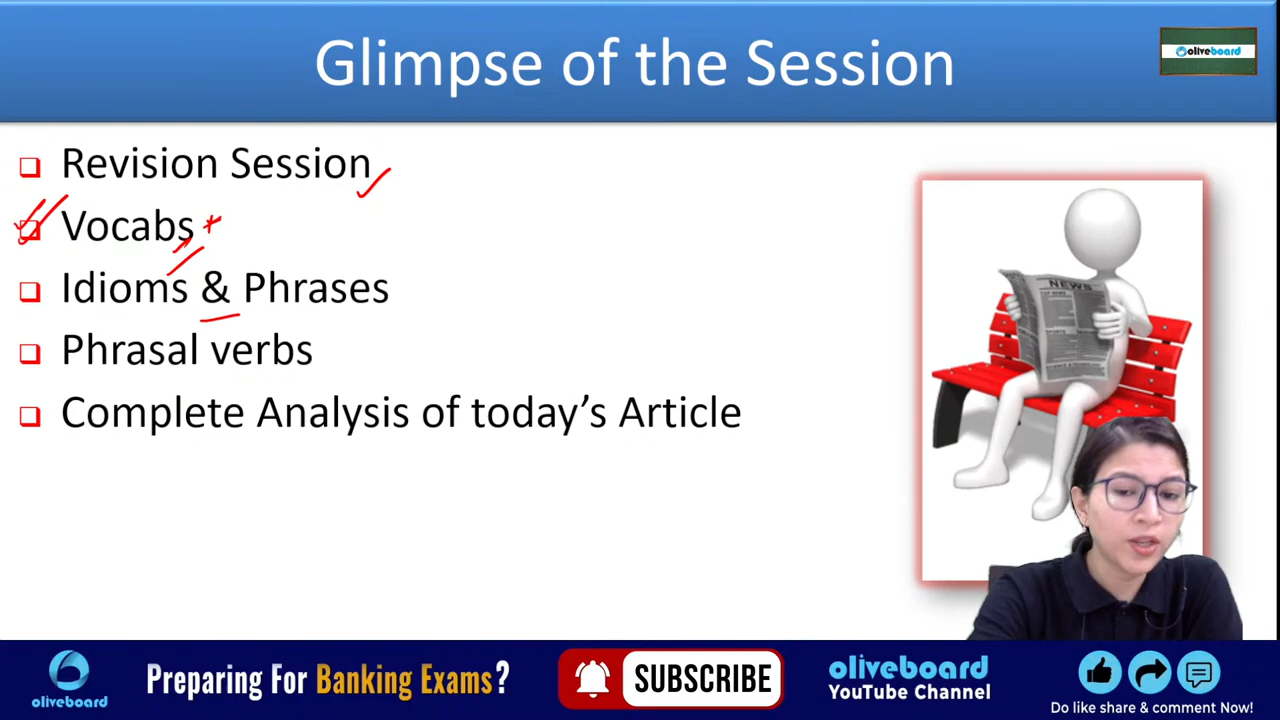 Glimpse of the Session
oliveboard
Revision Session
Vocabs
Idioms & Phrases
Phrasal verbs
Complete Analysis of today's Article
NEWS
oliveboard
Preparing For Banking Exams?
SUBSCRIBE
oliveboard
YouTube Channel
Do like share & comment Now!